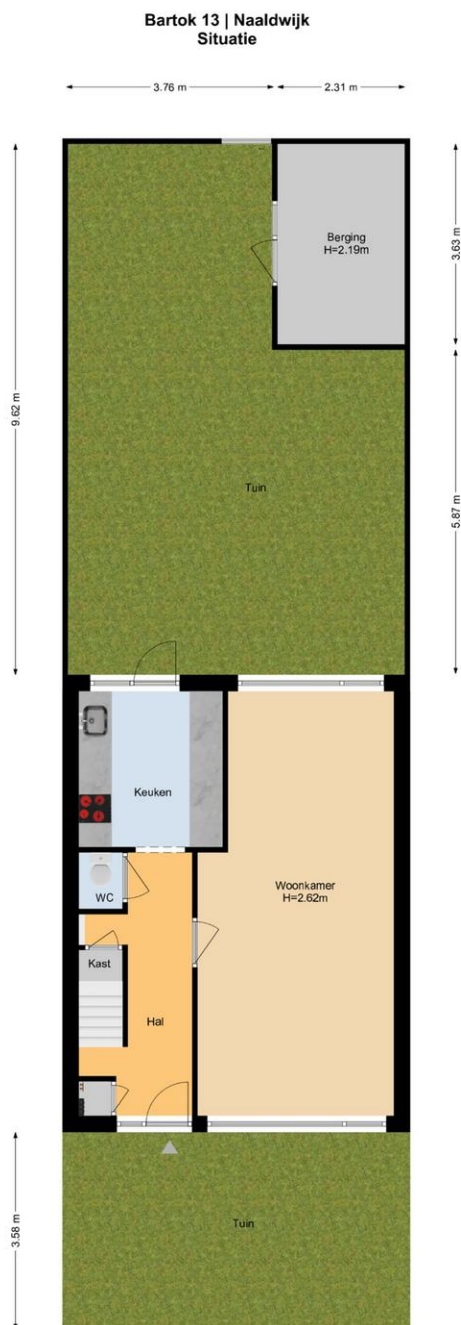 Bartok 13 | Naaldwijk
Situatie
3.76 m
2.31 m
Berging
H=2.19m
3.63 m
9.62 m
Tuin
5.87 m
Keuken
WC
Woonkamer
H=2.62m
Kast
Hal
3.58 m
Tuin